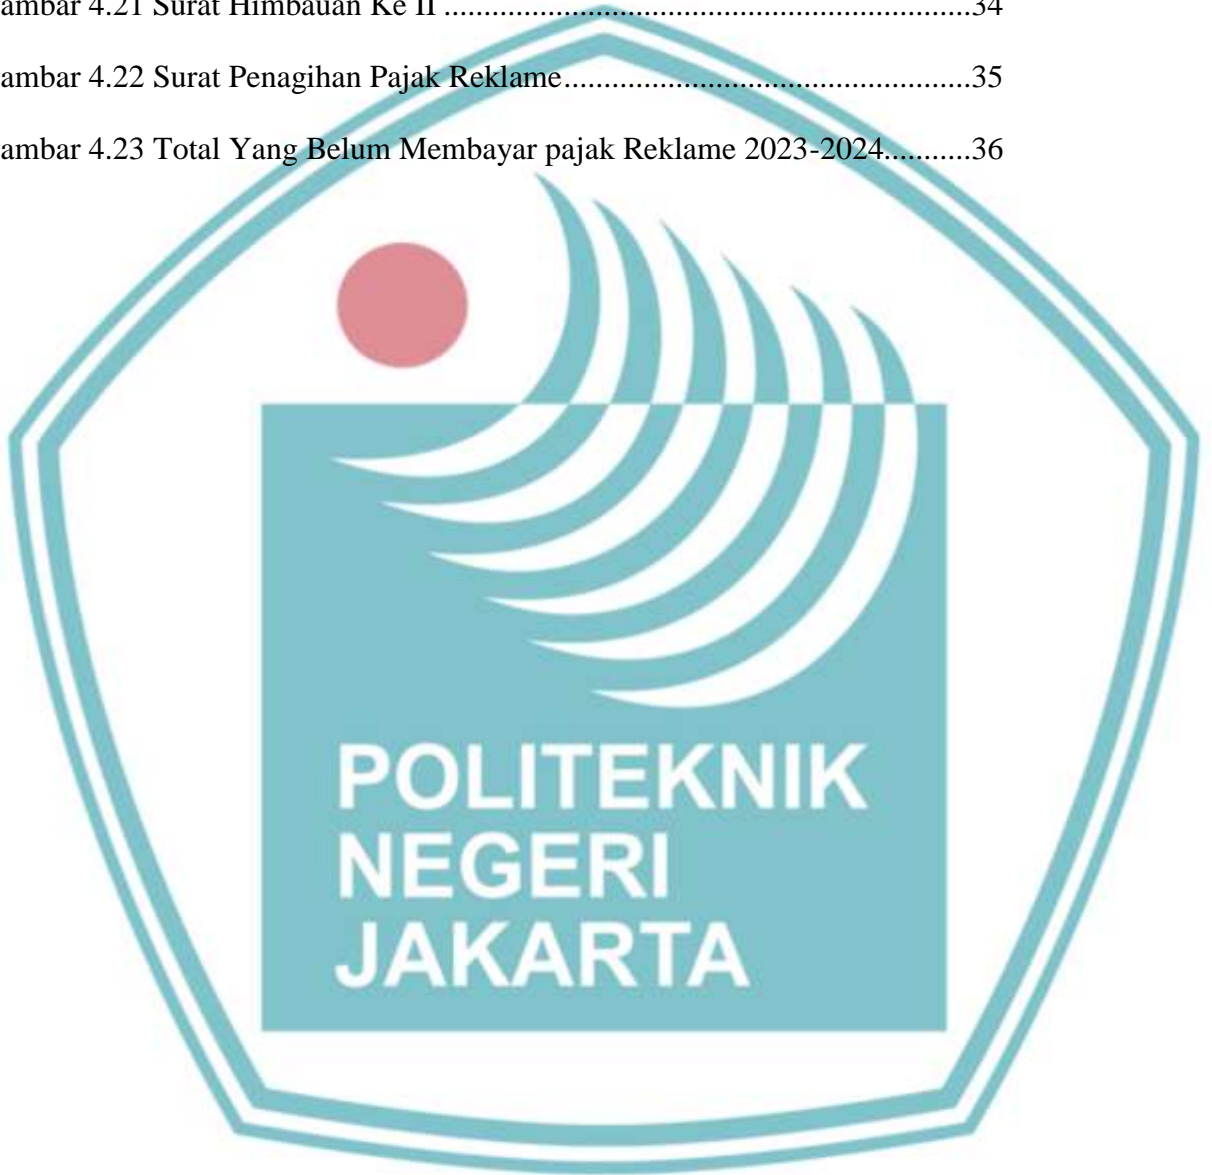 ambar 4.21 Surat Himbauan Ke II ..................................................................34
ambar 4.22 Surat Penagihan Pajak Reklame...................................................35
ambar 4.23 Total Yang Belum Membayar pajak Reklame 2023-2024...........36
POLITEKNIK
NEGERI
JAKARTA